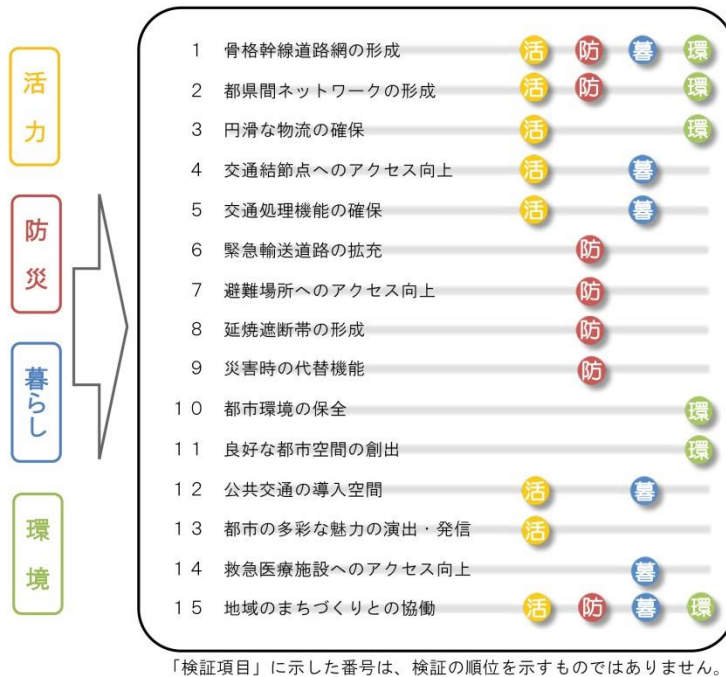 活力
防災
暮らし
環境
1 骨格幹線道路網の形成 活 防 暮 環
2 都県間ネットワークの形成 活 防 環
3 円滑な物流の確保 活 環
4 交通結節点へのアクセス向上 活 暮
5 交通処理機能の確保 活 暮
6 緊急輸送道路の拡充 防
7 避難場所へのアクセス向上 防
8 延焼遮断帯の形成 防
9 災害時の代替機能 防
10 都市環境の保全 環
11 良好な都市空間の創出 環
12 公共交通の導入空間 活 暮
13 都市の多彩な魅力の演出・発信 活
14 救急医療施設へのアクセス向上 暮
15 地域のまちづくりとの協働 活 防 暮 環
「検証項目」に示した番号は、検証の順位を示すものではありません。